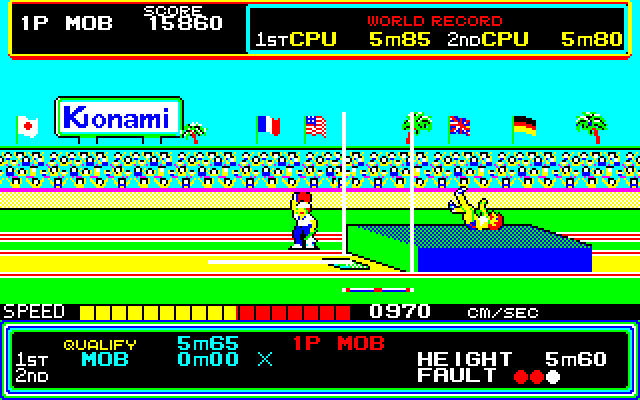 1P MOB SCORE 15860
WORLD RECORD
1ST CPU 5m85 2ND CPU 5m80
Konami
SPEED 0970 CM/SEC
QUALIFY 5m65 1P MOB
1ST MOB 0m00 X HEIGHT 5m60
2ND FAULT